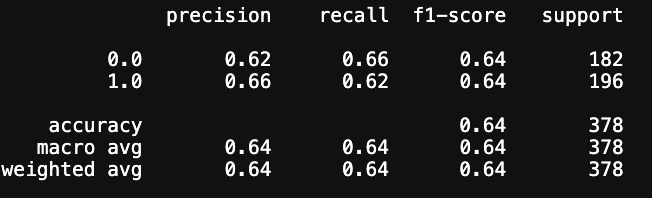 precision recall f1-score support
0.0 0.62 0.66 0.64 182
1.0 0.66 0.62 0.64 196
accuracy 0.64 378
macro avg 0.64 0.64 0.64 378
weighted avg 0.64 0.64 0.64 378